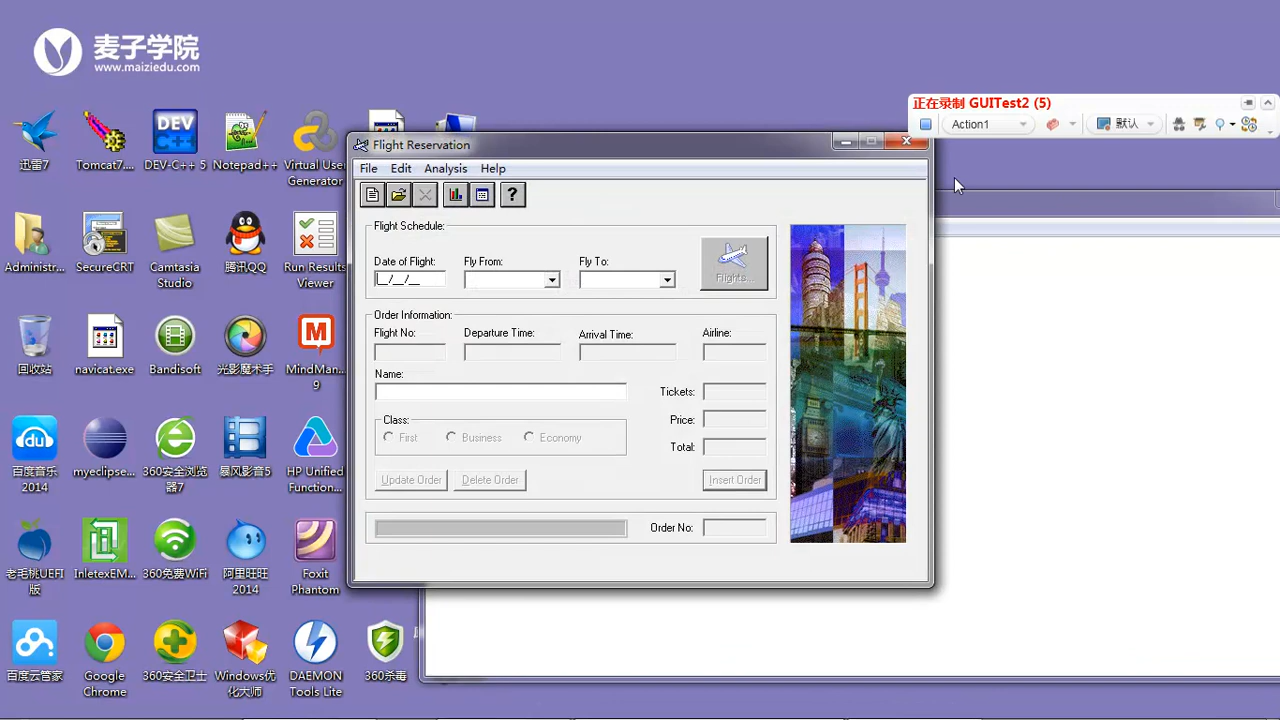 麦子学院
www.maiziedu.com
正在录制 GUITest2 (5)
Action1
默认
迅雷7
Tomcat7....
DEV
C++
DEV-C++ 5
Notepad++
Virtual User
Generator
Flight Reservation
File Edit Analysis Help
Flight Schedule:
Date of Flight: Fly From: Fly To:
__/__/__
Flights...
Order Information:
Flight No: Departure Time: Arrival Time: Airline:
Name:
Tickets:
Class:
First Business Economy
Price:
Total:
Update Order Delete Order Insert Order
Order No:
Administr...
SecureCRT
Camtasia
Studio
腾讯QQ
Run Results
Viewer
回收站
navicat.exe
Bandisoft
光影魔术手
MindMan...
9
du
百度音乐
2014
myeclipse...
360安全浏览
器7
暴风影音5
HP Unified
Function...
老毛桃UEFI
版
InletexEM...
360免费WiFi
阿里旺旺
2014
Foxit
Phantom
百度云管家
Google
Chrome
360安全卫士
Windows优
化大师
DAEMON
Tools Lite
360杀毒